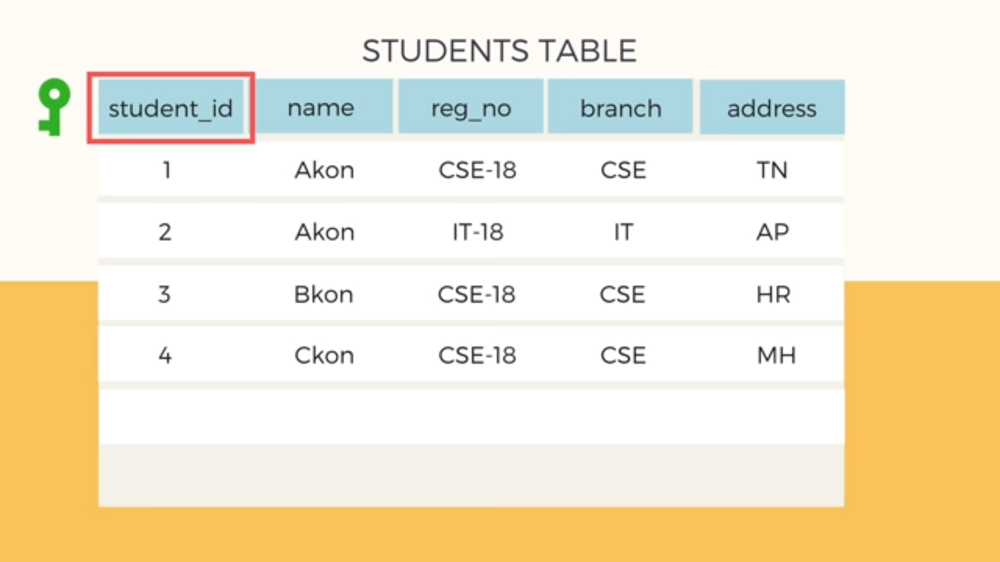 STUDENTS TABLE
student_id name reg_no branch address
1 Akon CSE-18 CSE TN
2 Akon IT-18 IT AP
3 Bkon CSE-18 CSE HR
4 Ckon CSE-18 CSE MH